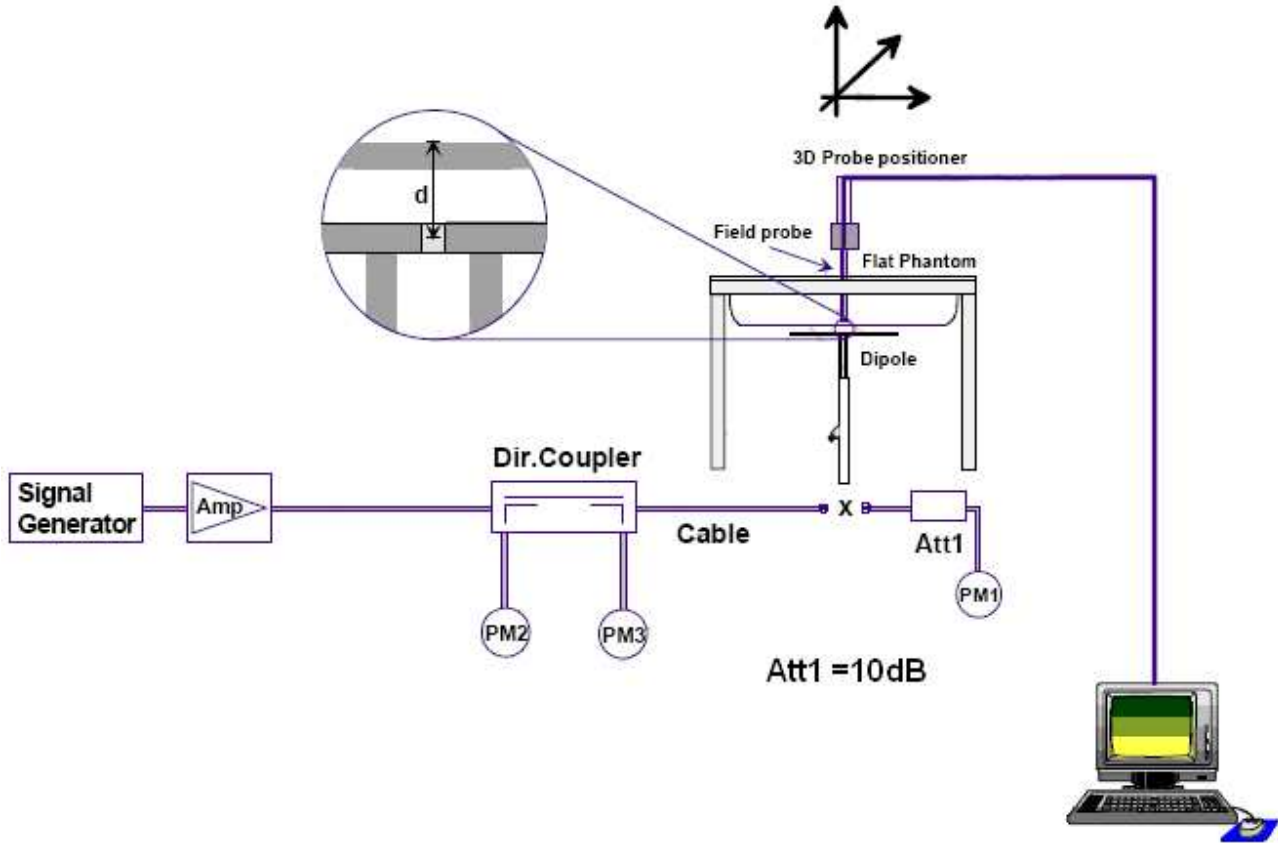 3D Probe positioner
d
Field probe
Flat Phantom
Dipole
Dir.Coupler
Signal
Generator
Amp
X
Cable
Att1
PM1
PM2
PM3
Att1 =10dB